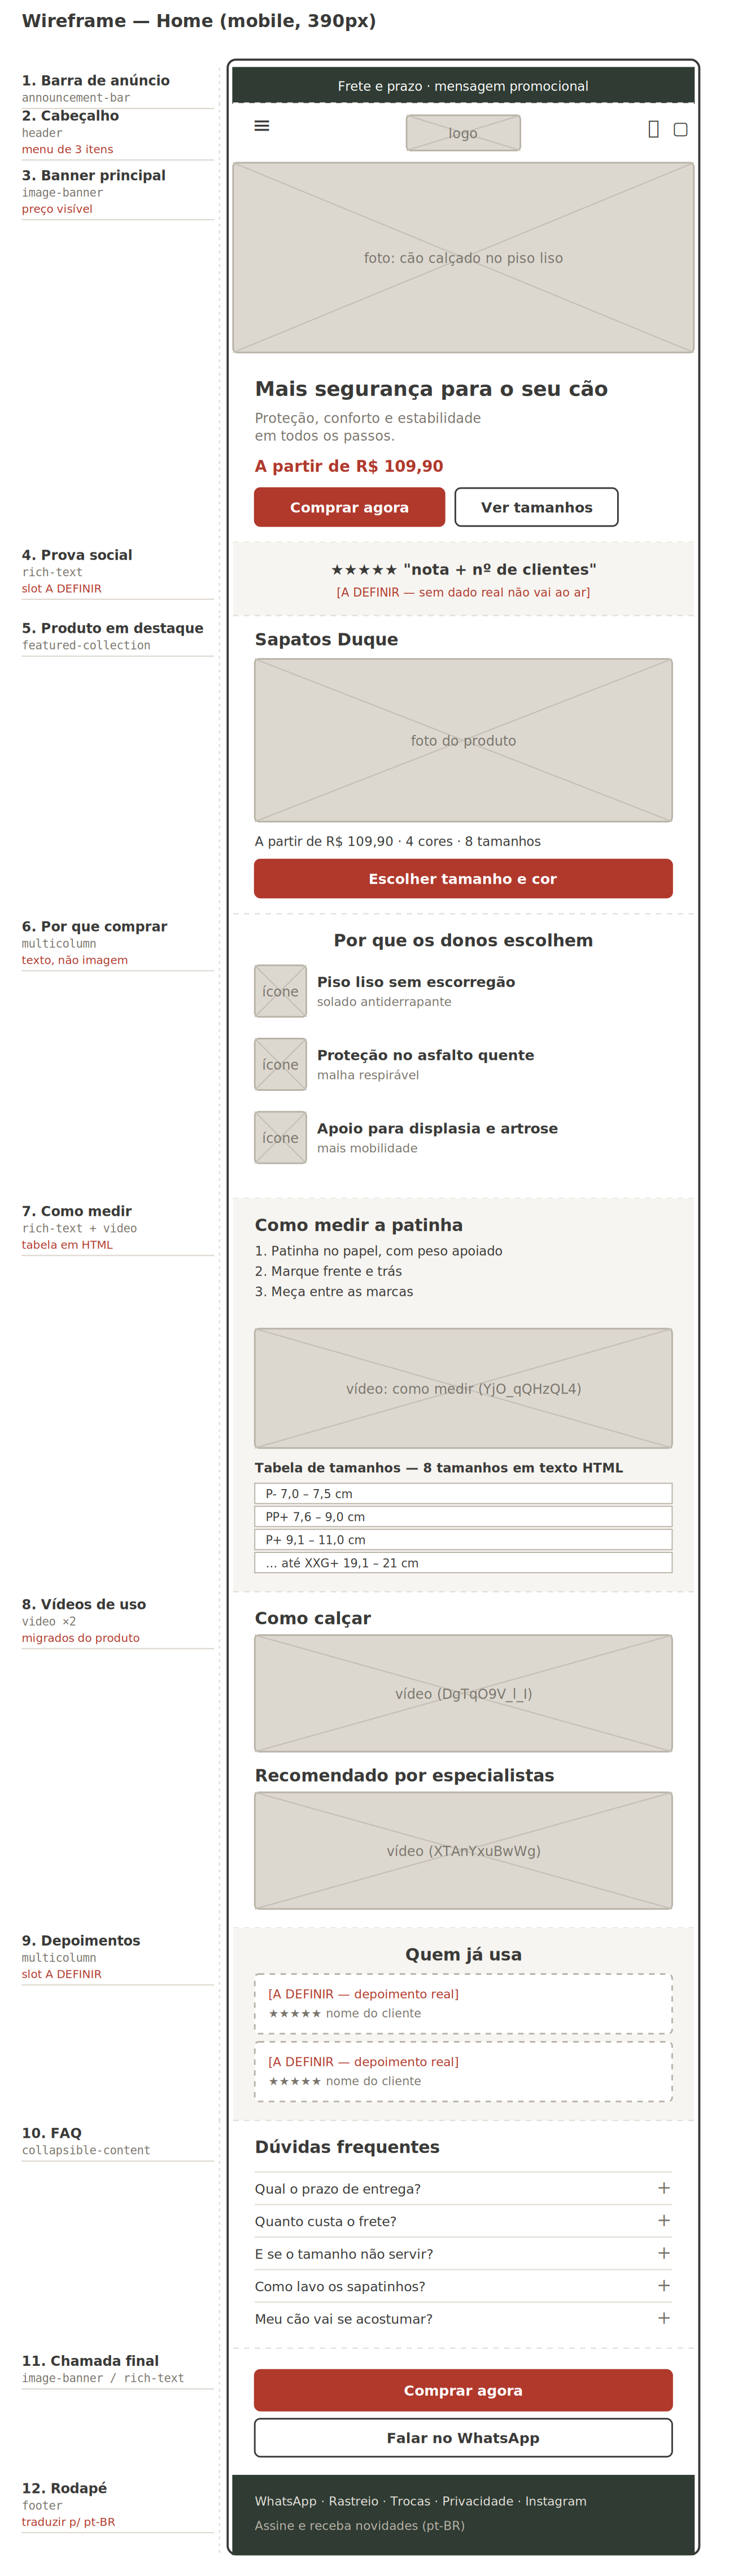 Wireframe — Home (mobile, 390px)
1. Barra de anúncio
announcement-bar
Frete e prazo · mensagem promocional
2. Cabeçalho
header
menu de 3 itens
logo
3. Banner principal
image-banner
preço visível
foto: cão calçado no piso liso
Mais segurança para o seu cão
Proteção, conforto e estabilidade
em todos os passos.
A partir de R$ 109,90
Comprar agora
Ver tamanhos
4. Prova social
rich-text
slot A DEFINIR
★★★★★ "nota + nº de clientes"
[A DEFINIR — sem dado real não vai ao ar]
5. Produto em destaque
featured-collection
Sapatos Duque
foto do produto
A partir de R$ 109,90 · 4 cores · 8 tamanhos
Escolher tamanho e cor
6. Por que comprar
multicolumn
texto, não imagem
Por que os donos escolhem
ícone
Piso liso sem escorregão
solado antiderrapante
ícone
Proteção no asfalto quente
malha respirável
ícone
Apoio para displasia e artrose
mais mobilidade
7. Como medir
rich-text + video
tabela em HTML
Como medir a patinha
1. Patinha no papel, com peso apoiado
2. Marque frente e trás
3. Meça entre as marcas
vídeo: como medir (YjO_qQHzQL4)
Tabela de tamanhos — 8 tamanhos em texto HTML
P- 7,0 – 7,5 cm
PP+ 7,6 – 9,0 cm
P+ 9,1 – 11,0 cm
… até XXG+ 19,1 – 21 cm
8. Vídeos de uso
video ×2
migrados do produto
Como calçar
vídeo (DgTqO9V_l_I)
Recomendado por especialistas
vídeo (XTAnYxuBwWg)
9. Depoimentos
multicolumn
slot A DEFINIR
Quem já usa
[A DEFINIR — depoimento real]
★★★★★ nome do cliente
[A DEFINIR — depoimento real]
★★★★★ nome do cliente
10. FAQ
collapsible-content
Dúvidas frequentes
Qual o prazo de entrega? +
Quanto custa o frete? +
E se o tamanho não servir? +
Como lavo os sapatinhos? +
Meu cão vai se acostumar? +
11. Chamada final
image-banner / rich-text
Comprar agora
Falar no WhatsApp
12. Rodapé
footer
traduzir p/ pt-BR
WhatsApp · Rastreio · Trocas · Privacidade · Instagram
Assine e receba novidades (pt-BR)